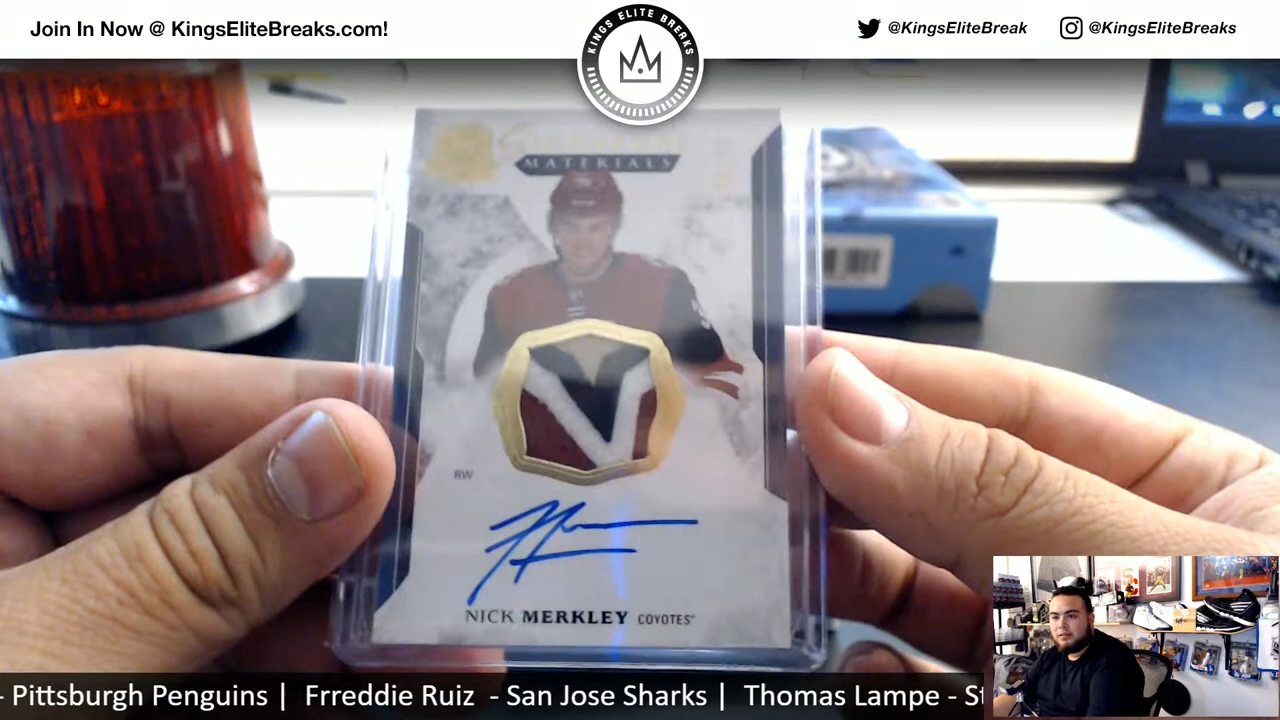 Join In Now @ KingsEliteBreaks.com!
KINGS ELITE BREAKS
@KingsEliteBreak
@KingsEliteBreaks
MATERIALS
RW
NICK MERKLEY COYOTES
- Pittsburgh Penguins | Frreddie Ruiz - San Jose Sharks | Thomas Lampe - St